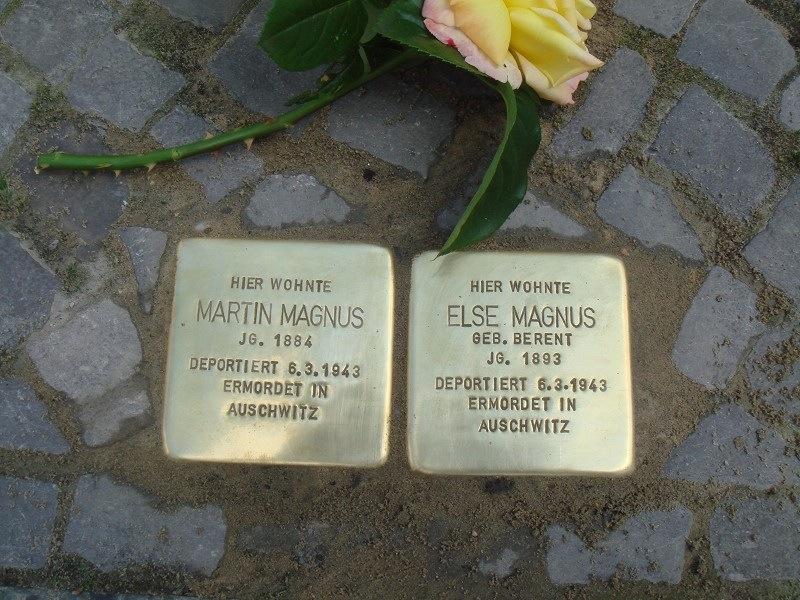 HIER WOHNTE
MARTIN MAGNUS
JG. 1884
DEPORTIERT 6.3.1943
ERMORDET IN
AUSCHWITZ
HIER WOHNTE
ELSE MAGNUS
GEB. BERENT
JG. 1893
DEPORTIERT 6.3.1943
ERMORDET IN
AUSCHWITZ